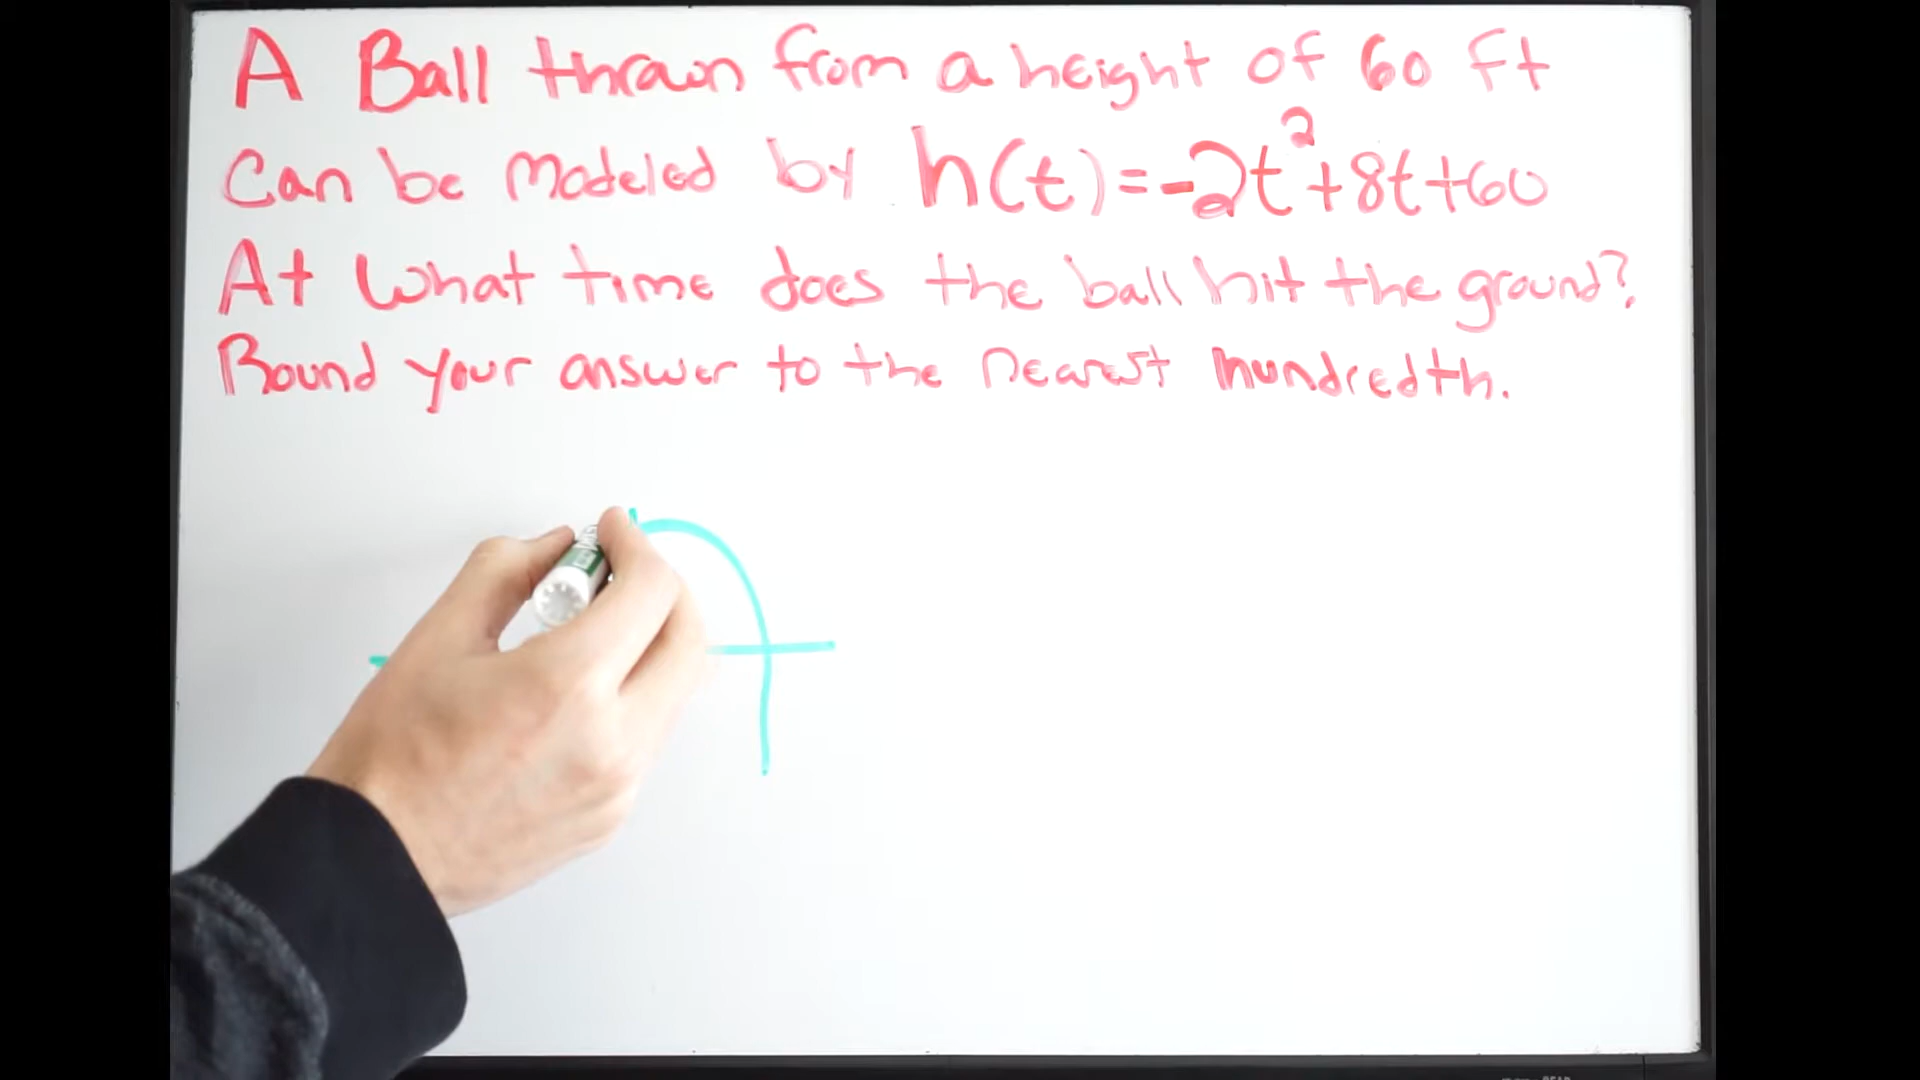 A Ball thrown from a height of 60 ft
Can be modeled by h(t)=-2t²+8t+60
At what time does the ball hit the ground?
Round your answer to the nearest hundredth.